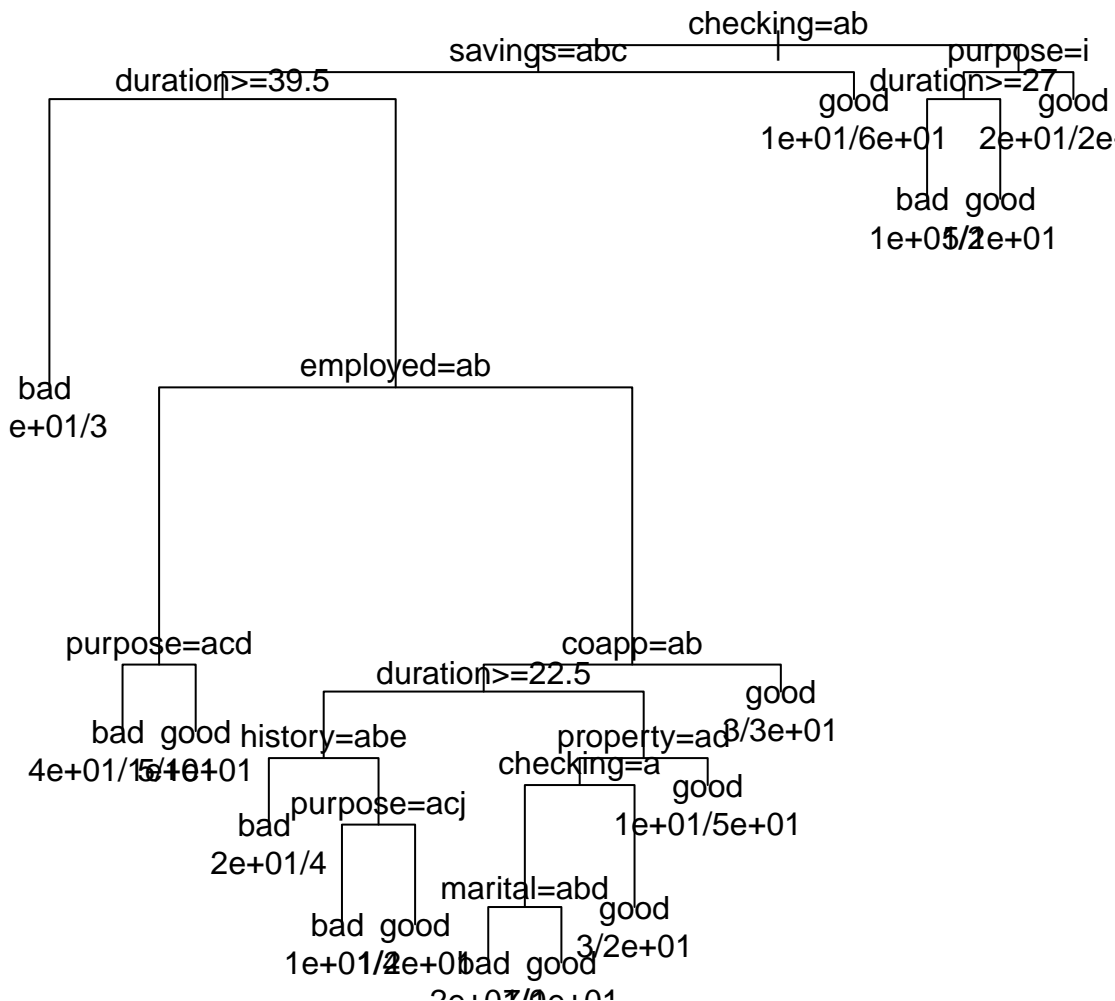 checking=ab
savings=abc
purpose=i
duration>=39.5
duration>=27
good
good
1e+01/6e+01
2e+01/2e
bad good
employed=ab
bad
e+01/3
purpose=acd
coapp=ab
duration>=22.5
good
3/3e+01
bad good
history=abe
property=ad
checking=a
good
1e+01/5e+01
purpose=acj
bad
2e+01/4
marital=abd
good
3/2e+01
bad good
bad good